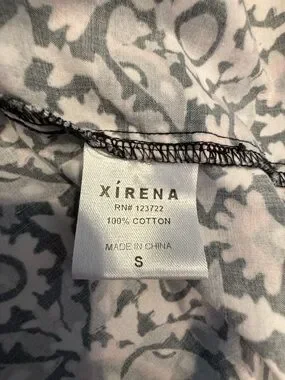 XíRENA
RN# 123722
100% COTTON
MADE IN CHINA
S